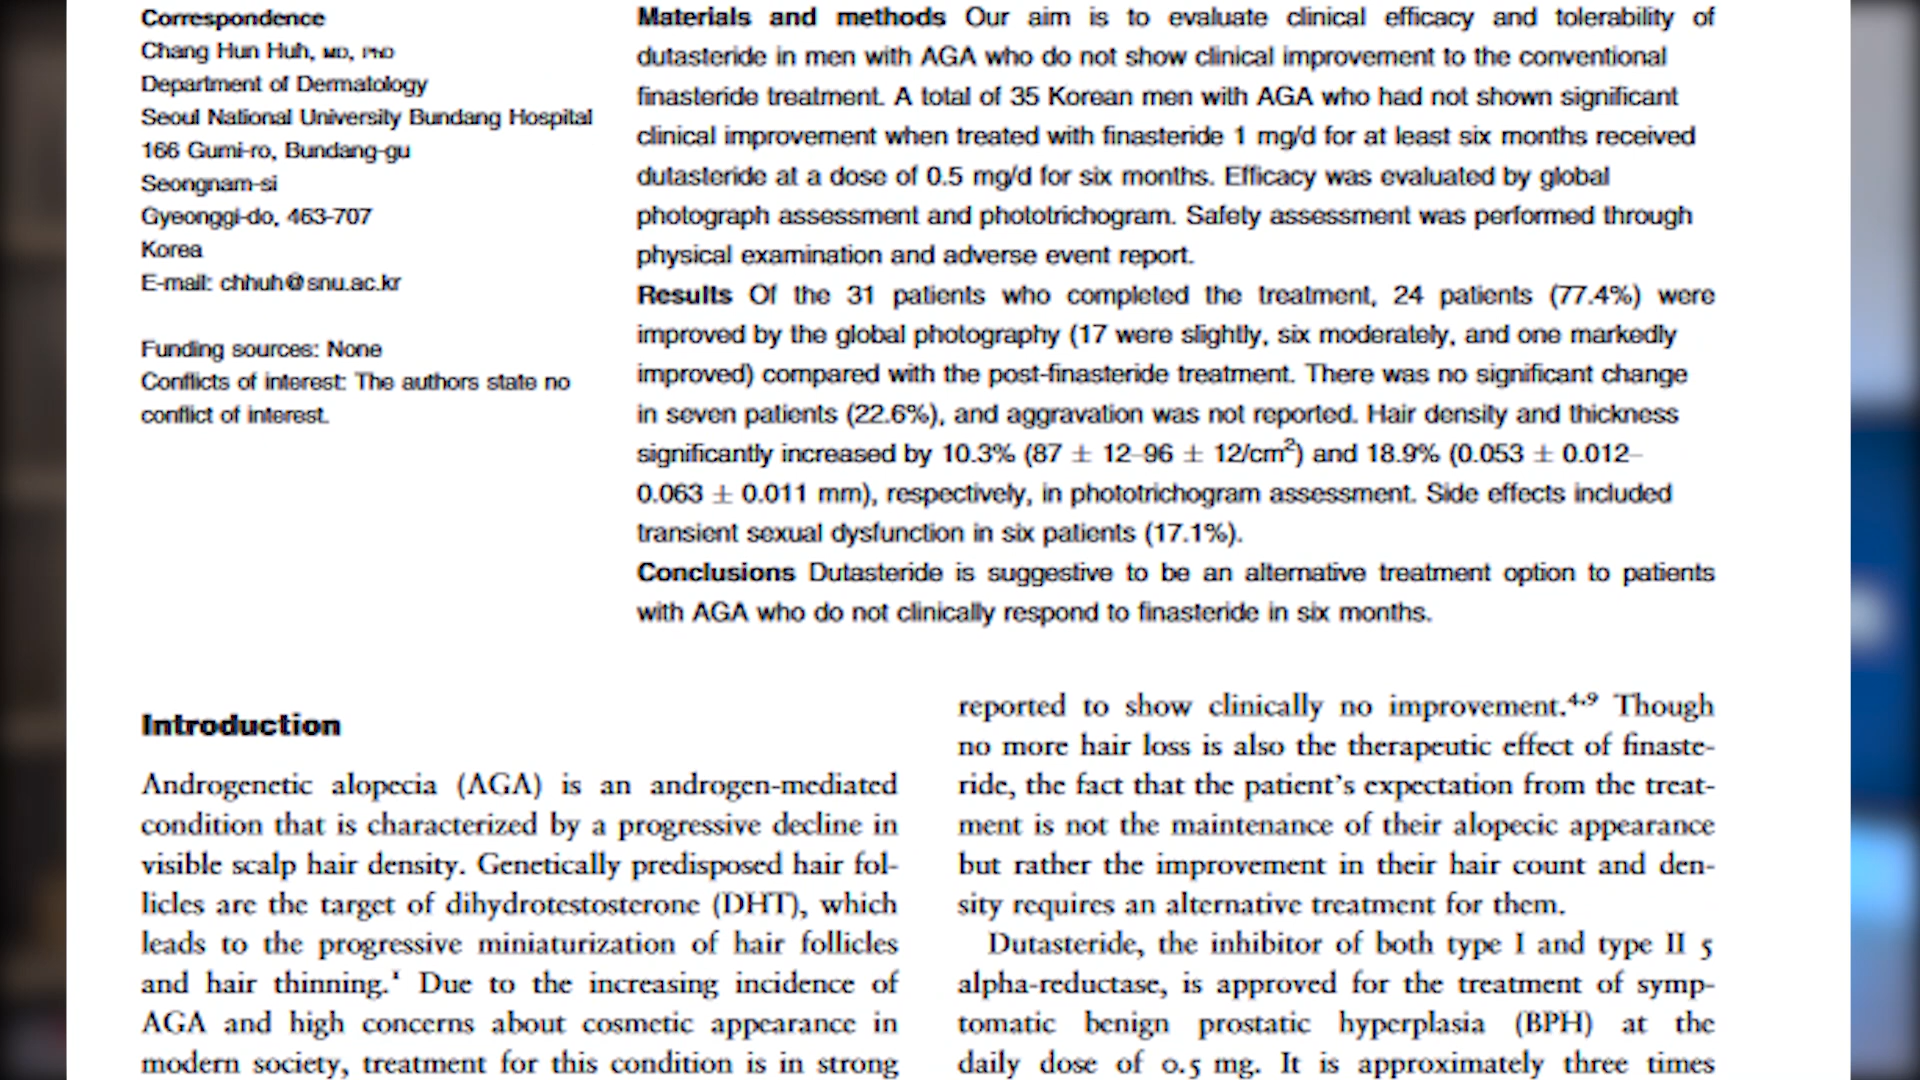 Correspondence
Chang Hun Huh, MD, PhD
Department of Dermatology
Seoul National University Bundang Hospital
166 Gumi-ro, Bundang-gu
Seongnam-si
Gyeonggi-do, 463-707
Korea
E-mail: chhuh@snu.ac.kr
Funding sources: None
Conflicts of interest: The authors state no
conflict of interest.
Materials and methods Our aim is to evaluate clinical efficacy and tolerability of
dutasteride in men with AGA who do not show clinical improvement to the conventional
finasteride treatment. A total of 35 Korean men with AGA who had not shown significant
clinical improvement when treated with finasteride 1 mg/d for at least six months received
dutasteride at a dose of 0.5 mg/d for six months. Efficacy was evaluated by global
photograph assessment and phototrichogram. Safety assessment was performed through
physical examination and adverse event report.
Results Of the 31 patients who completed the treatment, 24 patients (77.4%) were
improved by the global photography (17 were slightly, six moderately, and one markedly
improved) compared with the post-finasteride treatment. There was no significant change
in seven patients (22.6%), and aggravation was not reported. Hair density and thickness
significantly increased by 10.3% (87 ± 12–96 ± 12/cm²) and 18.9% (0.053 ± 0.012–
0.063 ± 0.011 mm), respectively, in phototrichogram assessment. Side effects included
transient sexual dysfunction in six patients (17.1%).
Conclusions Dutasteride is suggestive to be an alternative treatment option to patients
with AGA who do not clinically respond to finasteride in six months.
Introduction
Androgenetic alopecia (AGA) is an androgen-mediated
condition that is characterized by a progressive decline in
visible scalp hair density. Genetically predisposed hair fol-
licles are the target of dihydrotestosterone (DHT), which
leads to the progressive miniaturization of hair follicles
and hair thinning.¹ Due to the increasing incidence of
AGA and high concerns about cosmetic appearance in
modern society, treatment for this condition is in strong
reported to show clinically no improvement.⁴,⁹ Though
no more hair loss is also the therapeutic effect of finaste-
ride, the fact that the patient's expectation from the treat-
ment is not the maintenance of their alopecic appearance
but rather the improvement in their hair count and den-
sity requires an alternative treatment for them.
Dutasteride, the inhibitor of both type I and type II 5
alpha-reductase, is approved for the treatment of symp-
tomatic benign prostatic hyperplasia (BPH) at the
daily dose of 0.5 mg. It is approximately three times